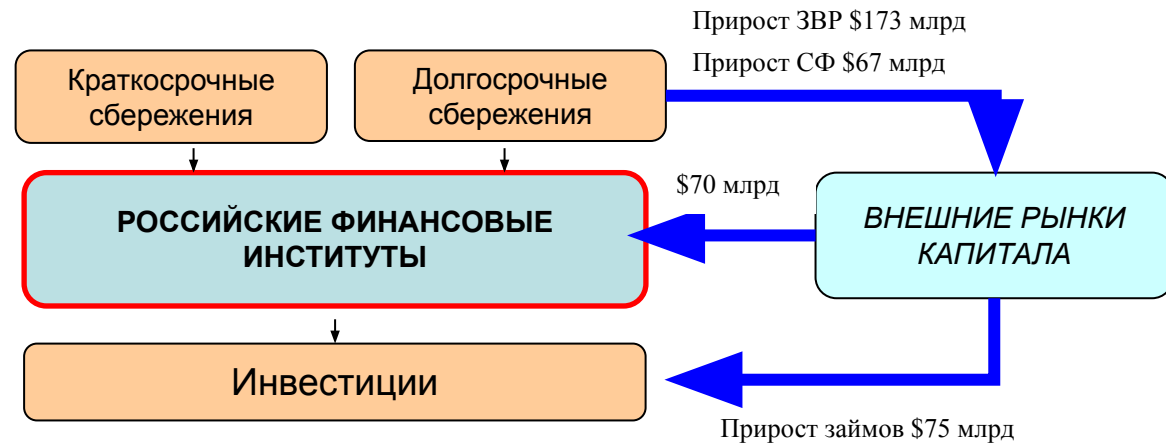 Прирост ЗВР $173 млрд
Прирост СФ $67 млрд
Краткосрочные
сбережения
Долгосрочные
сбережения
$70 млрд
РОССИЙСКИЕ ФИНАНСОВЫЕ
ИНСТИТУТЫ
ВНЕШНИЕ РЫНКИ
КАПИТАЛА
Инвестиции
Прирост займов $75 млрд